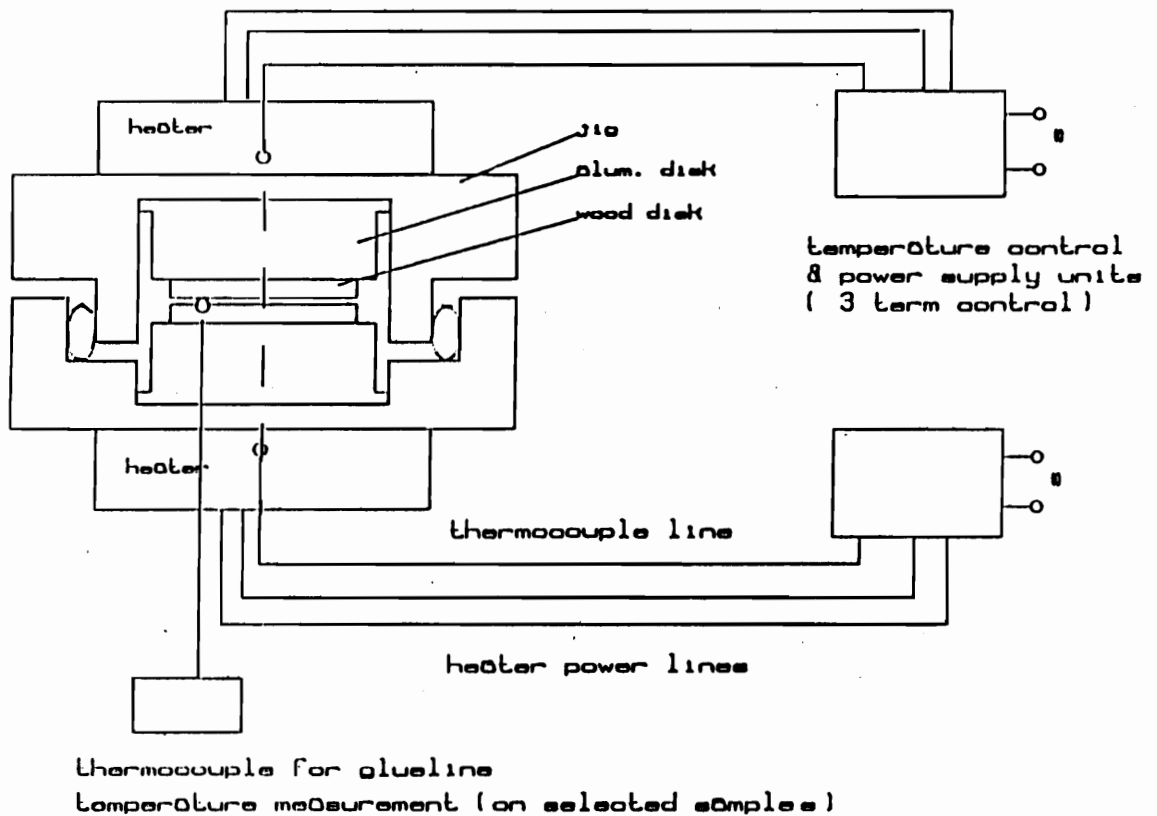 heater
jig
alum. disk
wood disk
temperature control
& power supply units
( 3 term control)
heater
thermocouple line
heater power lines
thermocouple for glueline
temperature measurement (on selected samples)